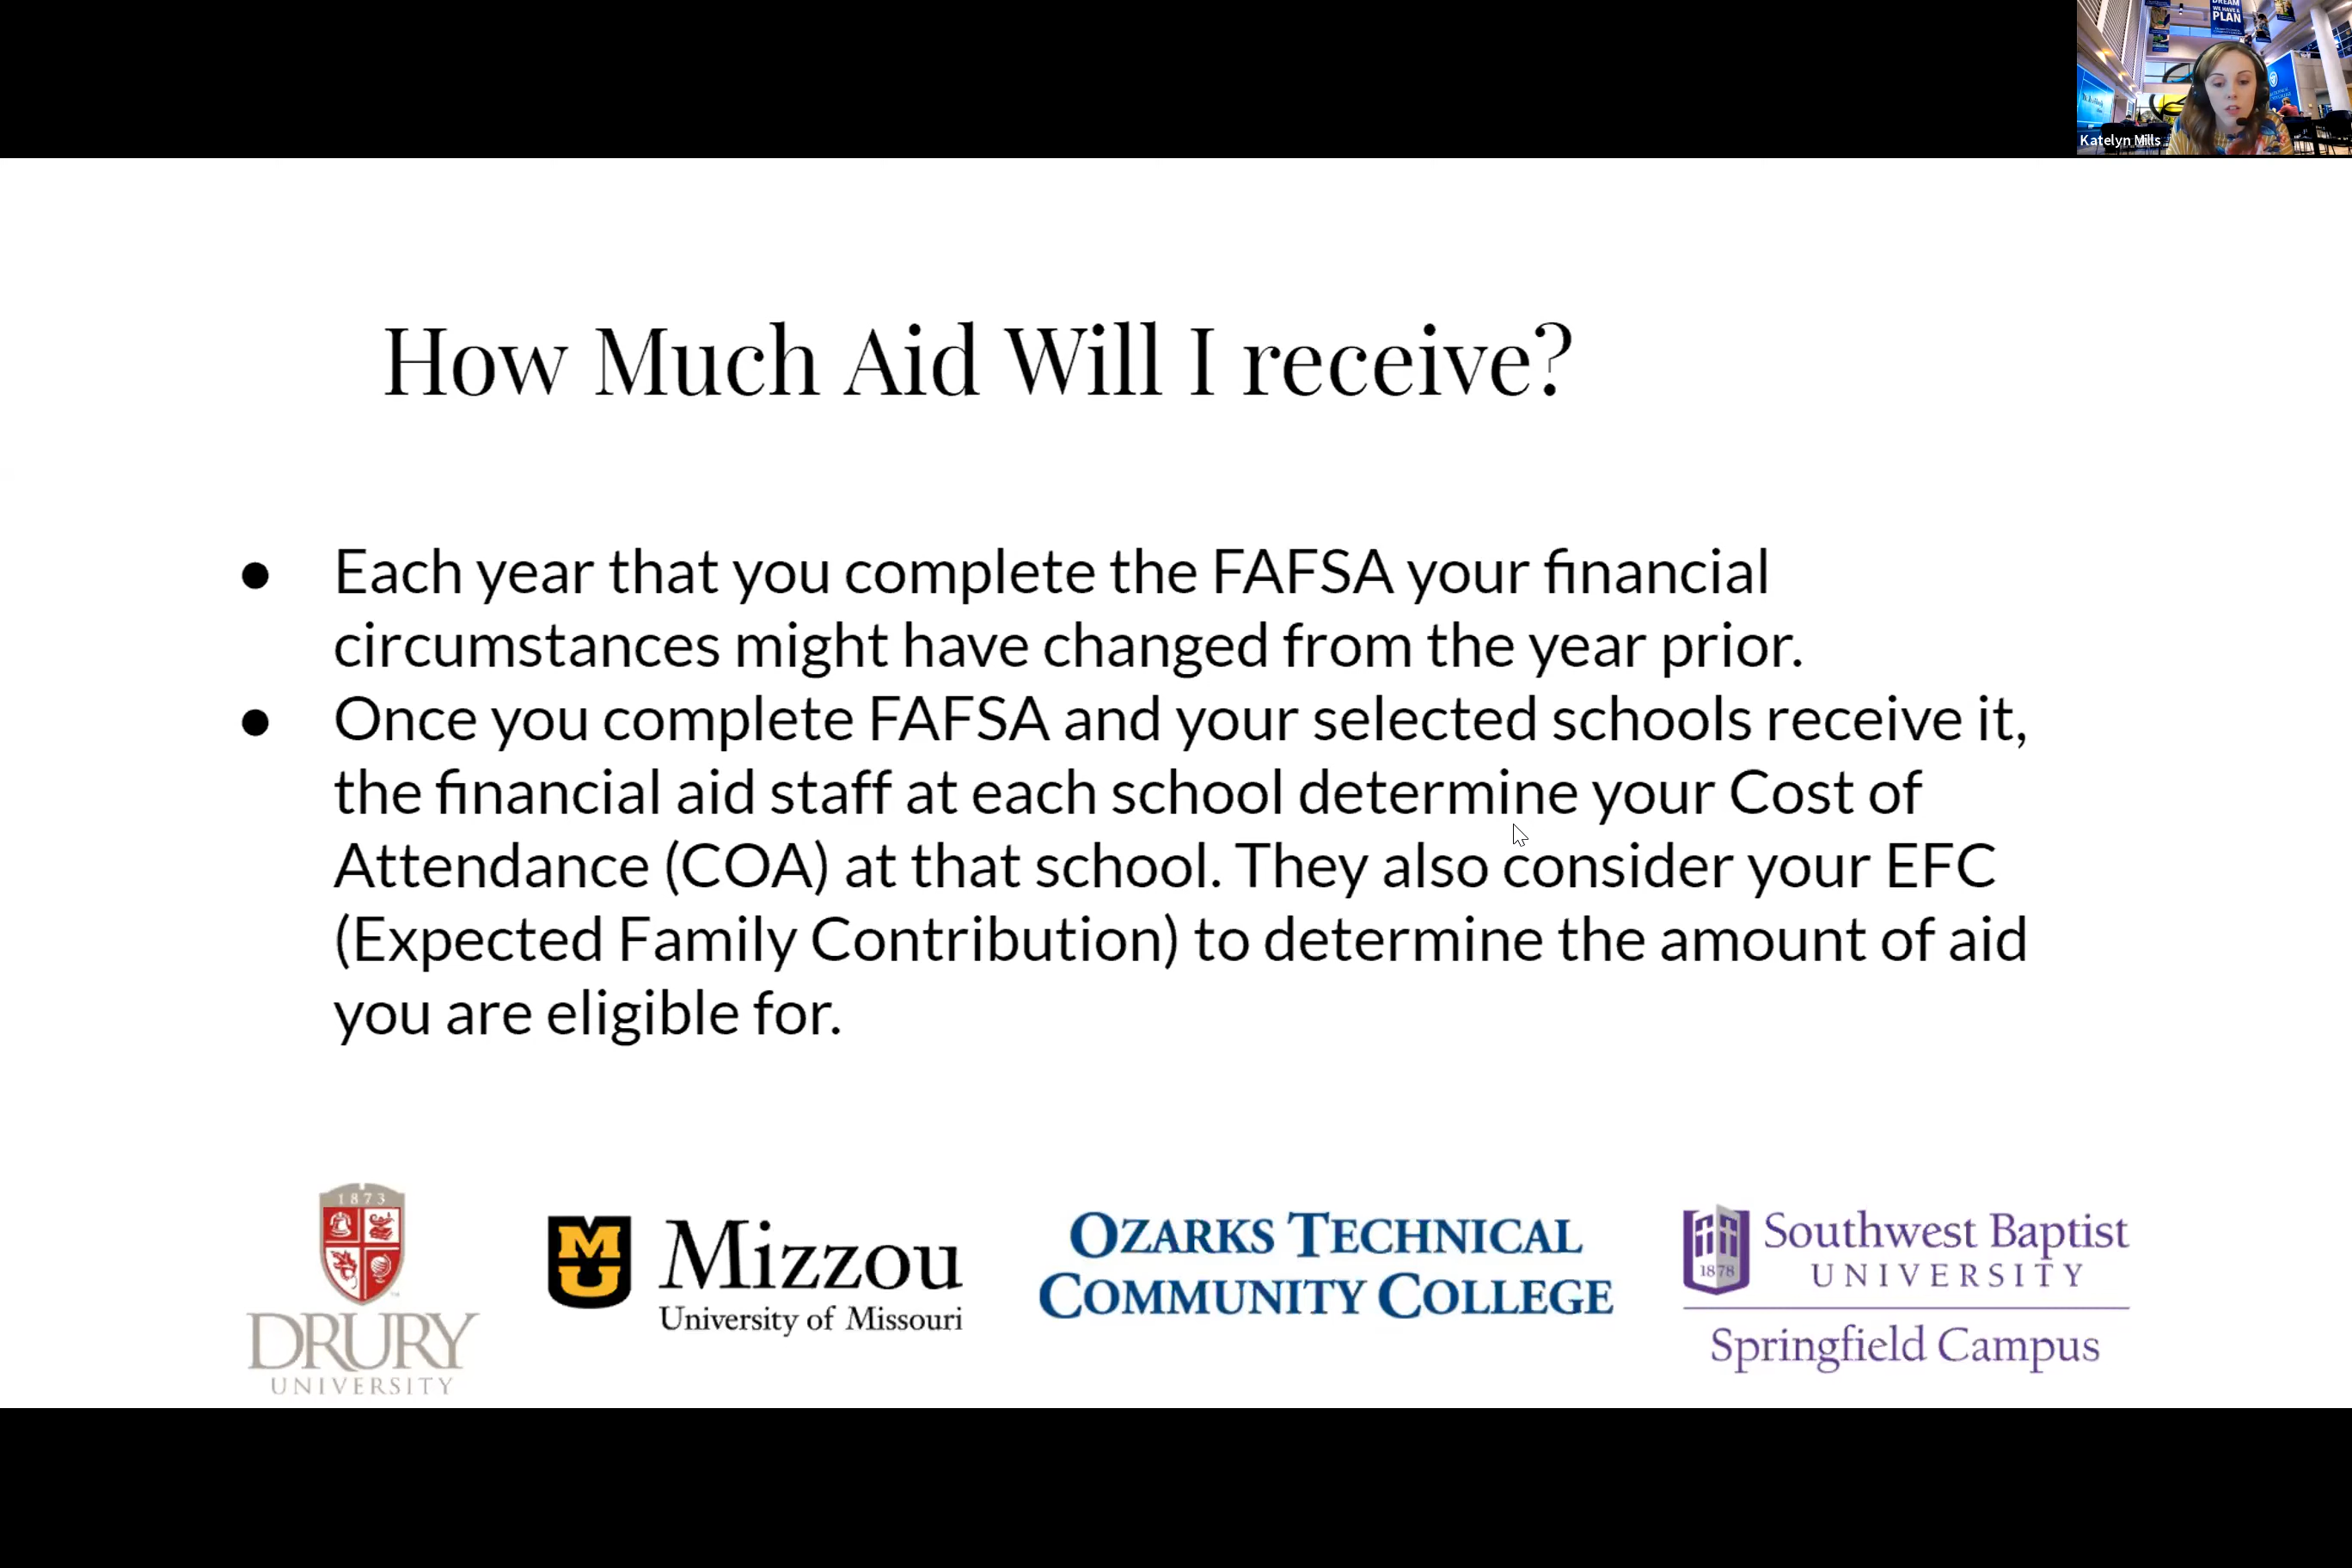 DREAM
WE HAVE A
PLAN
Katelyn Mills
How Much Aid Will I receive?
● Each year that you complete the FAFSA your financial
circumstances might have changed from the year prior.
● Once you complete FAFSA and your selected schools receive it,
the financial aid staff at each school determine your Cost of
Attendance (COA) at that school. They also consider your EFC
(Expected Family Contribution) to determine the amount of aid
you are eligible for.
1873
DRURY
UNIVERSITY
MU
Mizzou
University of Missouri
OZARKS TECHNICAL
COMMUNITY COLLEGE
1878
Southwest Baptist
UNIVERSITY
Springfield Campus